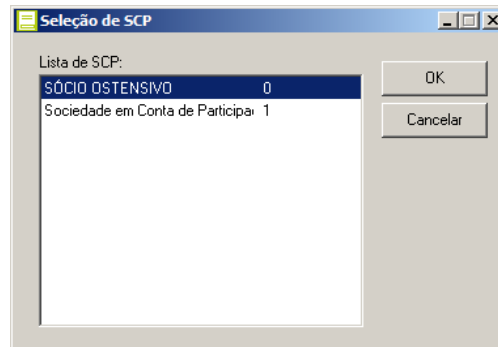 Seleção de SCP
Lista de SCP:
SÓCIO OSTENSIVO 0
Sociedade em Conta de Participa 1
OK
Cancelar